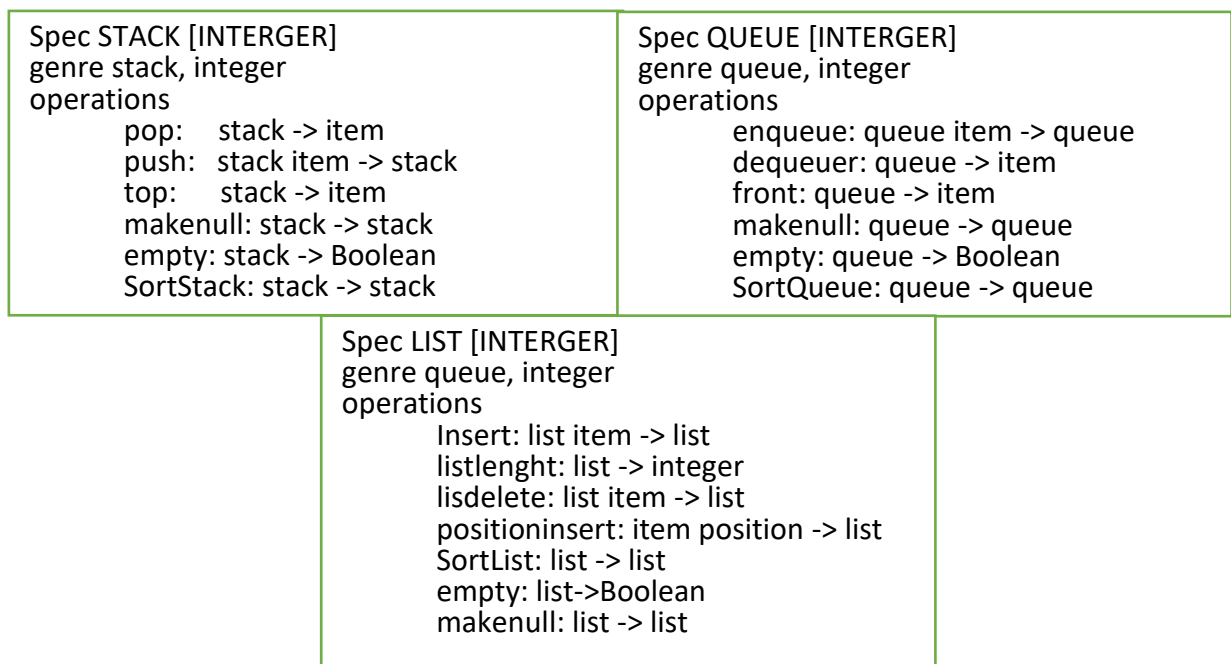 Spec STACK [INTERGER]
genre stack, integer
operations
pop: stack -> item
push: stack item -> stack
top: stack -> item
makenull: stack -> stack
empty: stack -> Boolean
SortStack: stack -> stack
Spec QUEUE [INTERGER]
genre queue, integer
operations
enqueue: queue item -> queue
dequeuer: queue -> item
front: queue -> item
makenull: queue -> queue
empty: queue -> Boolean
SortQueue: queue -> queue
Spec LIST [INTERGER]
genre queue, integer
operations
Insert: list item -> list
listlenght: list -> integer
lisdelete: list item -> list
positioninsert: item position -> list
SortList: list -> list
empty: list->Boolean
makenull: list -> list